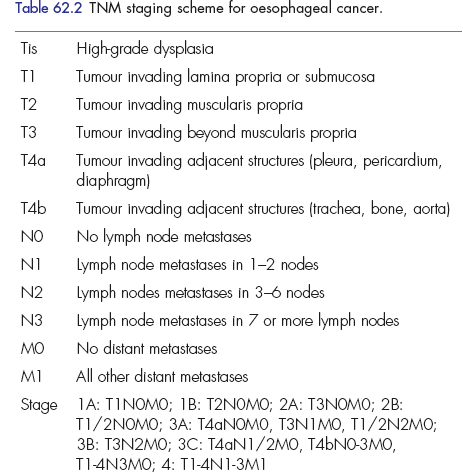 Table 62.2 TNM staging scheme for oesophageal cancer.
Tis High-grade dysplasia
T1 Tumour invading lamina propria or submucosa
T2 Tumour invading muscularis propria
T3 Tumour invading beyond muscularis propria
T4a Tumour invading adjacent structures (pleura, pericardium,
diaphragm)
T4b Tumour invading adjacent structures (trachea, bone, aorta)
N0 No lymph node metastases
N1 Lymph node metastases in 1–2 nodes
N2 Lymph nodes metastases in 3–6 nodes
N3 Lymph node metastases in 7 or more lymph nodes
M0 No distant metastases
M1 All other distant metastases
Stage 1A: T1N0M0; 1B: T2N0M0; 2A: T3N0M0; 2B:
T1/2N0M0; 3A: T4aN0M0, T3N1M0, T1/2N2M0;
3B: T3N2M0; 3C: T4aN1/2M0, T4bN0-3M0,
T1-4N3M0; 4: T1-4N1-3M1